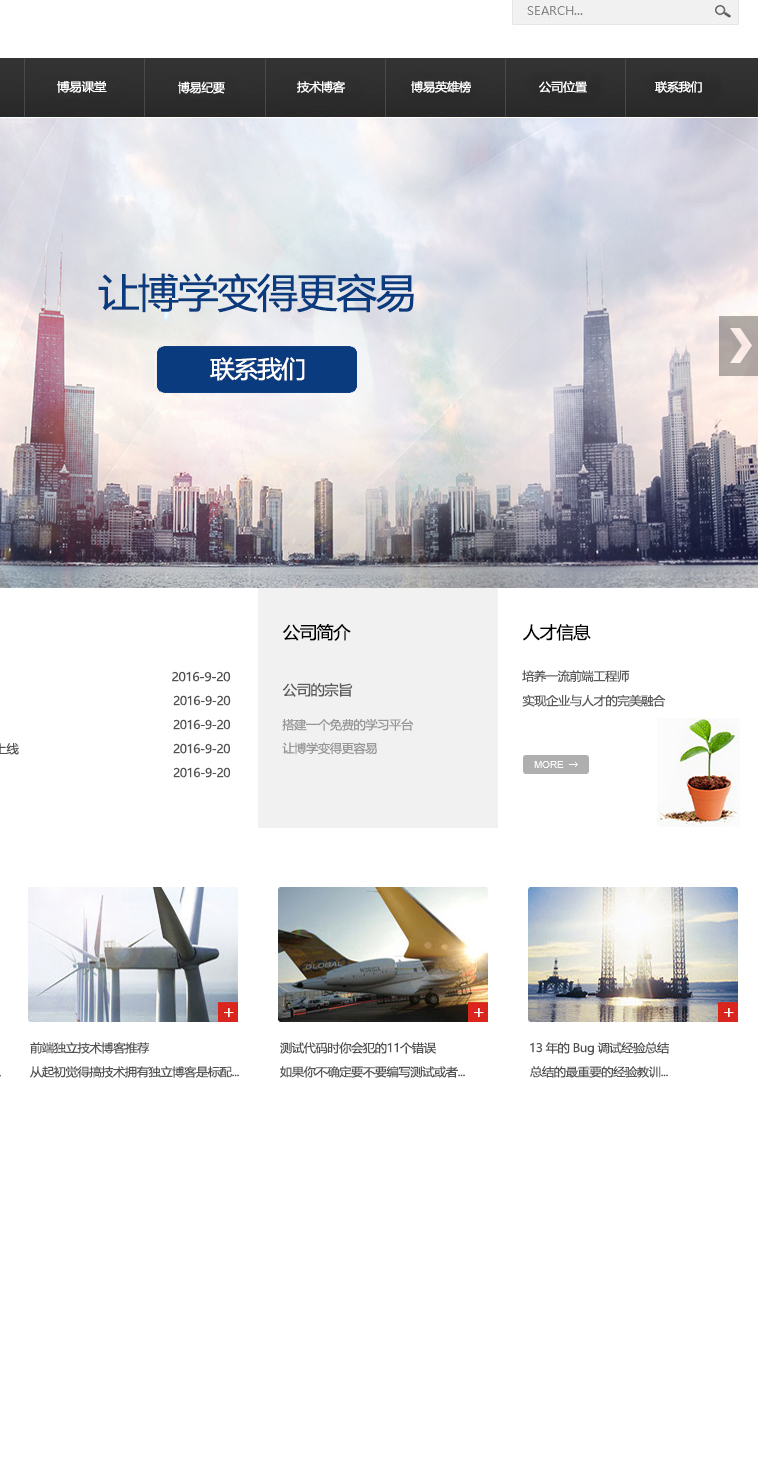 SEARCH...
博易课堂
博易纪要
技术博客
博易英雄榜
公司位置
联系我们
让博学变得更容易
联系我们
公司简介
人才信息
2016-9-20
2016-9-20
2016-9-20
上线 2016-9-20
2016-9-20
公司的宗旨
搭建一个免费的学习平台
让博学变得更容易
培养一流前端工程师
实现企业与人才的完美融合
MORE →
GLOBAL
前端独立技术博客推荐
从起初觉得搞技术拥有独立博客是标配...
测试代码时你会犯的11个错误
如果你不确定要不要编写测试或者...
13 年的 Bug 调试经验总结
总结的最重要的经验教训...